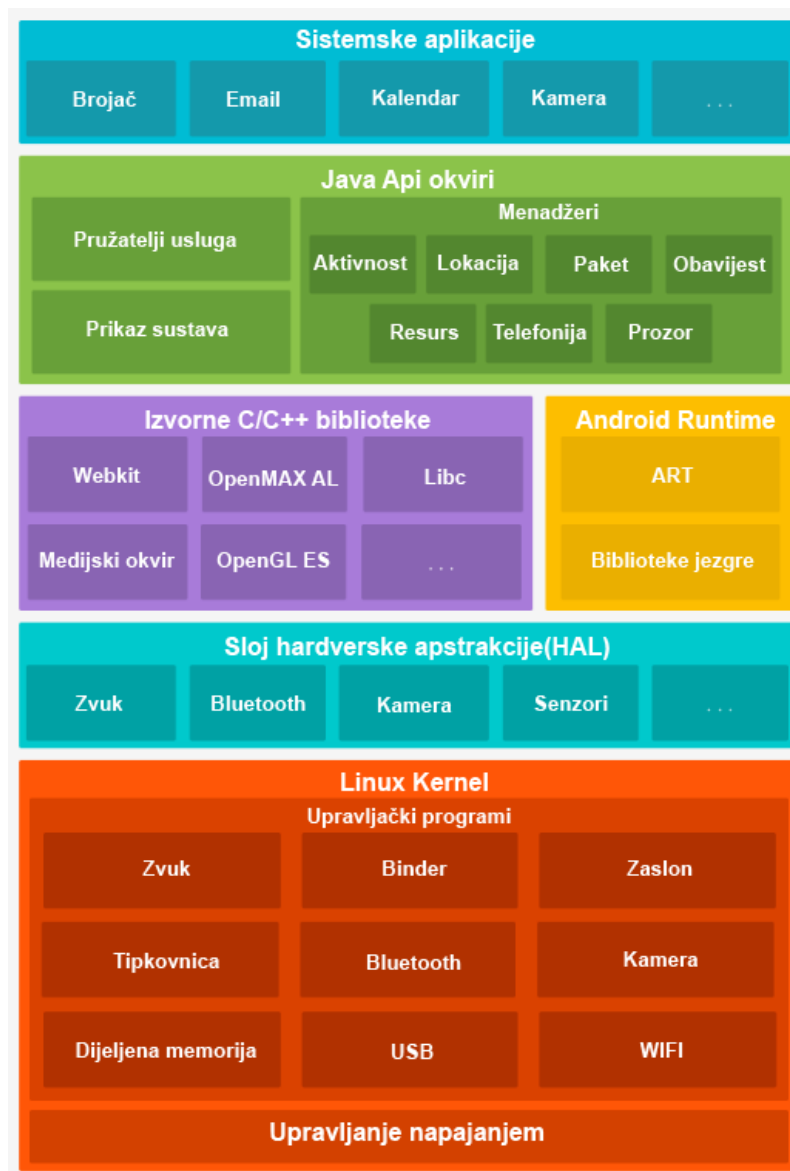 Sistemske aplikacije
Brojač
Email
Kalendar
Kamera
. . .
Java Api okviri
Pružatelji usluga
Prikaz sustava
Menadžeri
Aktivnost
Lokacija
Paket
Obavijest
Resurs
Telefonija
Prozor
Izvorne C/C++ biblioteke
Webkit
OpenMAX AL
Libc
Medijski okvir
OpenGL ES
. . .
Android Runtime
ART
Biblioteke jezgre
Sloj hardverske apstrakcije(HAL)
Zvuk
Bluetooth
Kamera
Senzori
. . .
Linux Kernel
Upravljački programi
Zvuk
Binder
Zaslon
Tipkovnica
Bluetooth
Kamera
Dijeljena memorija
USB
WIFI
Upravljanje napajanjem